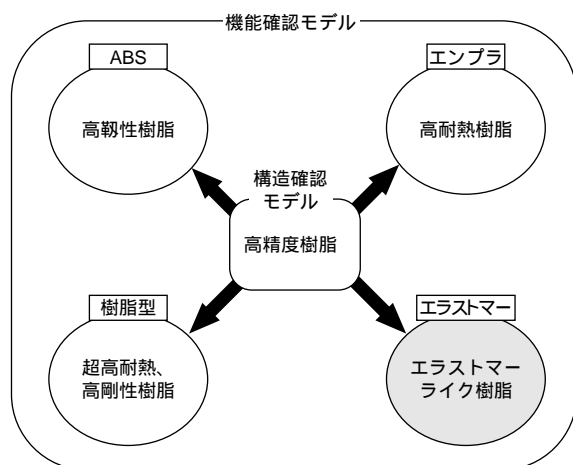 機能確認モデル
ABS
高靱性樹脂
エンプラ
高耐熱樹脂
構造確認
モデル
高精度樹脂
樹脂型
超高耐熱、
高剛性樹脂
エラストマー
エラストマー
ライク樹脂